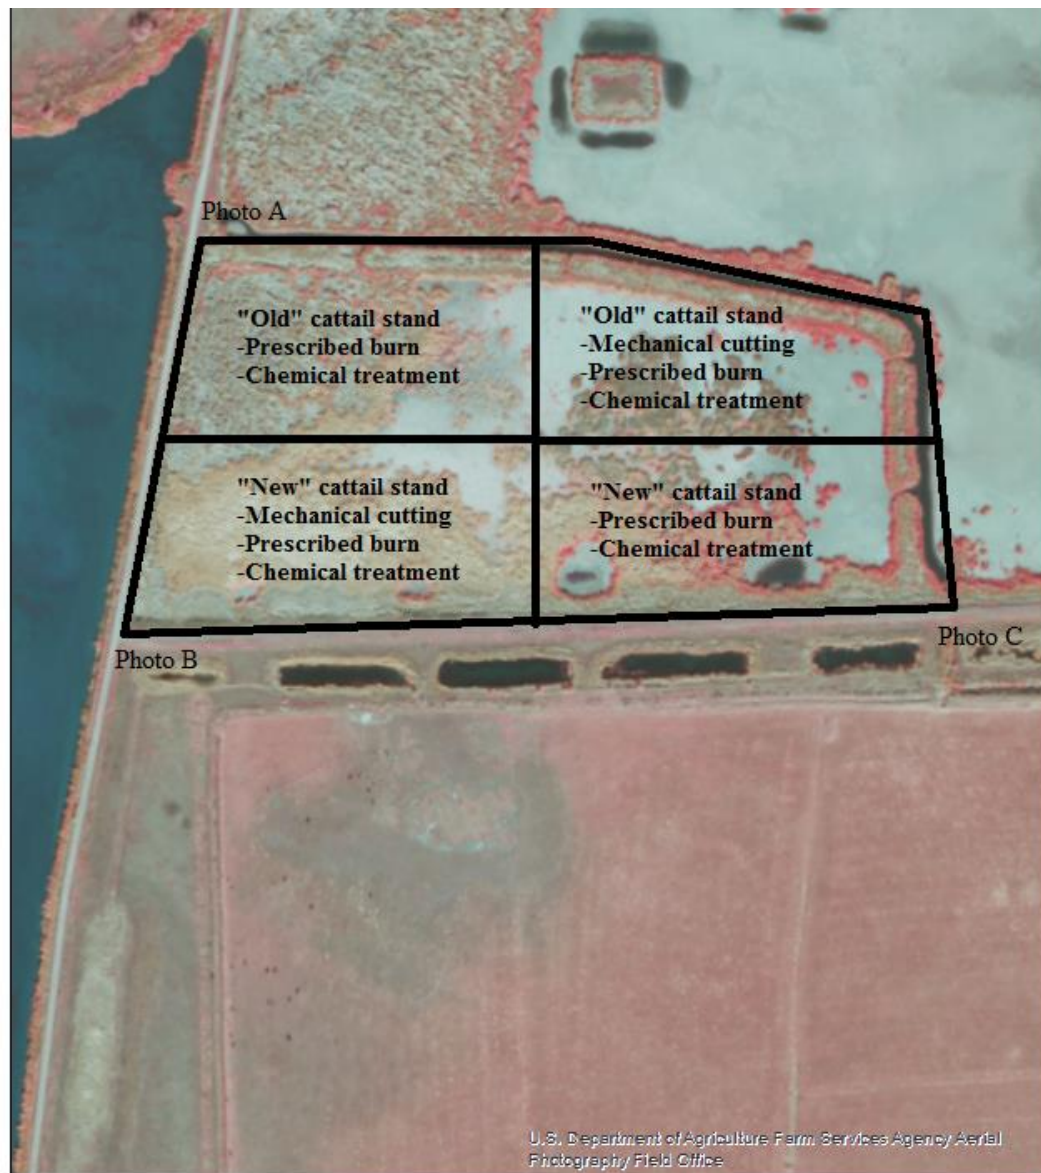 Photo A
"Old" cattail stand
-Prescribed burn
-Chemical treatment
"Old" cattail stand
-Mechanical cutting
-Prescribed burn
-Chemical treatment
"New" cattail stand
-Mechanical cutting
-Prescribed burn
-Chemical treatment
"New" cattail stand
-Prescribed burn
-Chemical treatment
Photo B
Photo C
U.S. Department of Agriculture Farm Services Agency Aerial
Photography Field Office